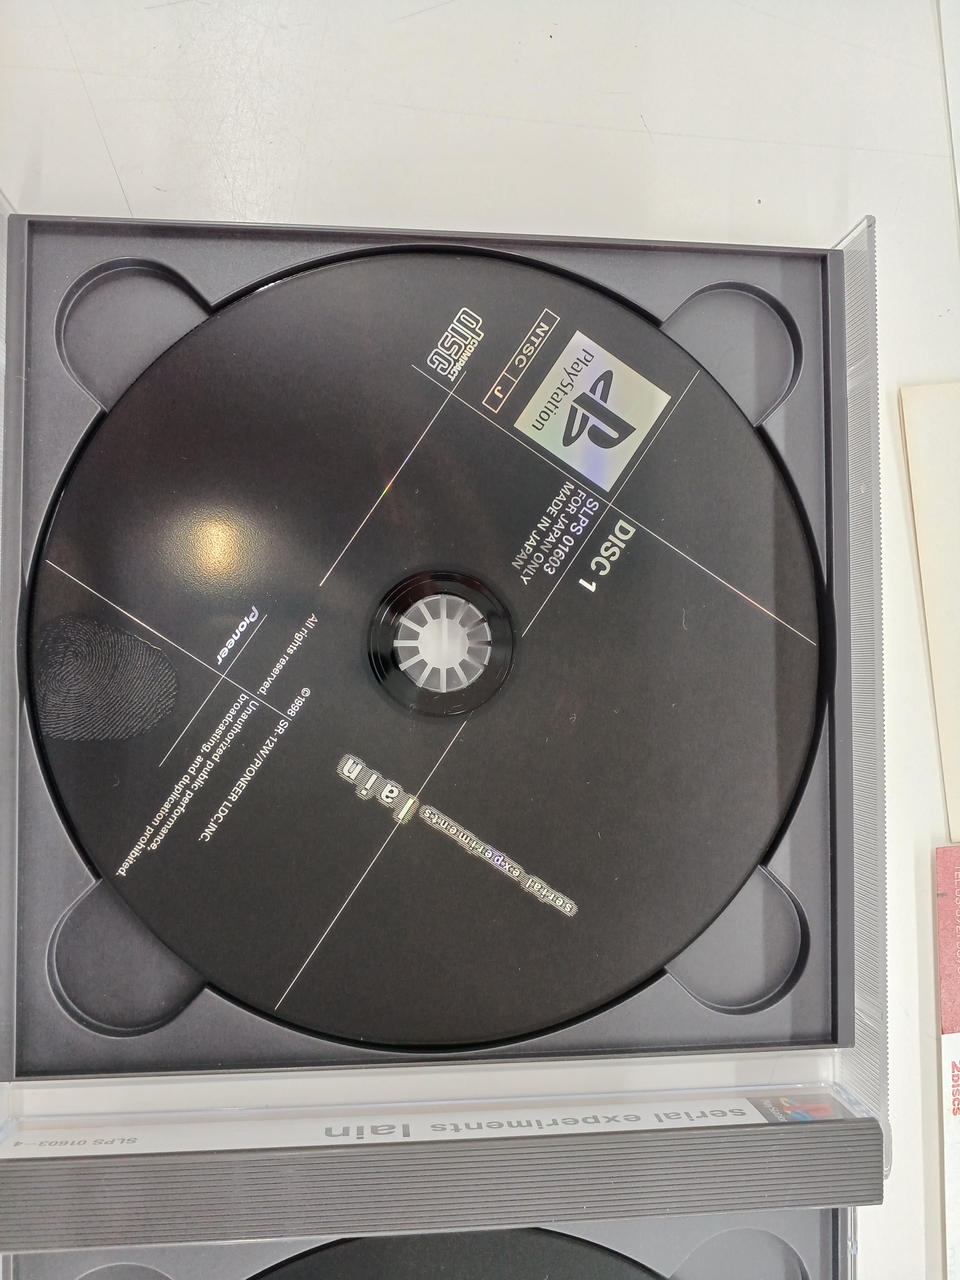 COMPACT
disc
NTSC J
PlayStation
DISC 1
SLPS 01603
FOR JAPAN ONLY
MADE IN JAPAN
serial experiments lain
Pioneer
All rights reserved.
©1998 SR-12W/PIONEER LDC,INC.
Unauthorized public performance,
broadcasting, and duplication prohibited.
serial experiments lain
SLPS 01603~4
2DISCS